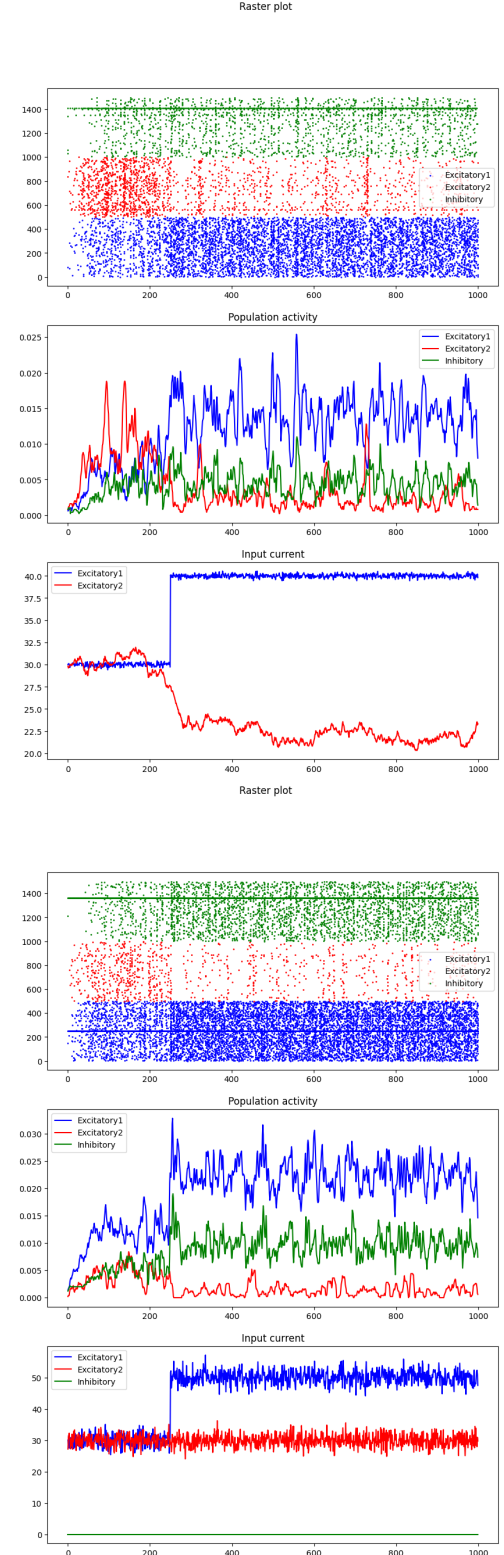 Raster plot
1400
1200
1000
800
600
400
200
0
Excitatory1
Excitatory2
Inhibitory
0 200 400 600 800 1000
Population activity
0.025
0.020
0.015
0.010
0.005
0.000
Excitatory1
Excitatory2
Inhibitory
0 200 400 600 800 1000
Input current
40.0
37.5
35.0
32.5
30.0
27.5
25.0
22.5
20.0
Excitatory1
Excitatory2
0 200 400 600 800 1000
Raster plot
1400
1200
1000
800
600
400
200
0
Excitatory1
Excitatory2
Inhibitory
0 200 400 600 800 1000
Population activity
0.030
0.025
0.020
0.015
0.010
0.005
0.000
Excitatory1
Excitatory2
Inhibitory
0 200 400 600 800 1000
Input current
50
40
30
20
10
0
Excitatory1
Excitatory2
Inhibitory
0 200 400 600 800 1000